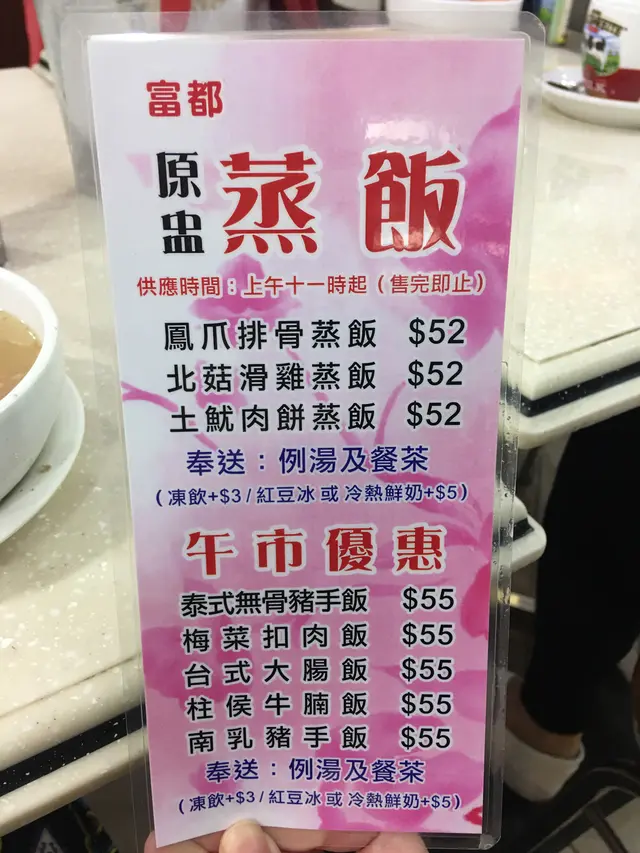 富都
原盅 蒸飯
供應時間：上午十一時起（售完即止）
鳳爪排骨蒸飯 $52
北菇滑雞蒸飯 $52
土魷肉餅蒸飯 $52
奉送：例湯及餐茶
（凍飲+$3 / 紅豆冰 或 冷熱鮮奶+$5）
午市優惠
泰式無骨豬手飯 $55
梅菜扣肉飯 $55
台式大腸飯 $55
柱侯牛腩飯 $55
南乳豬手飯 $55
奉送：例湯及餐茶
（凍飲+$3 / 紅豆冰 或 冷熱鮮奶+$5）